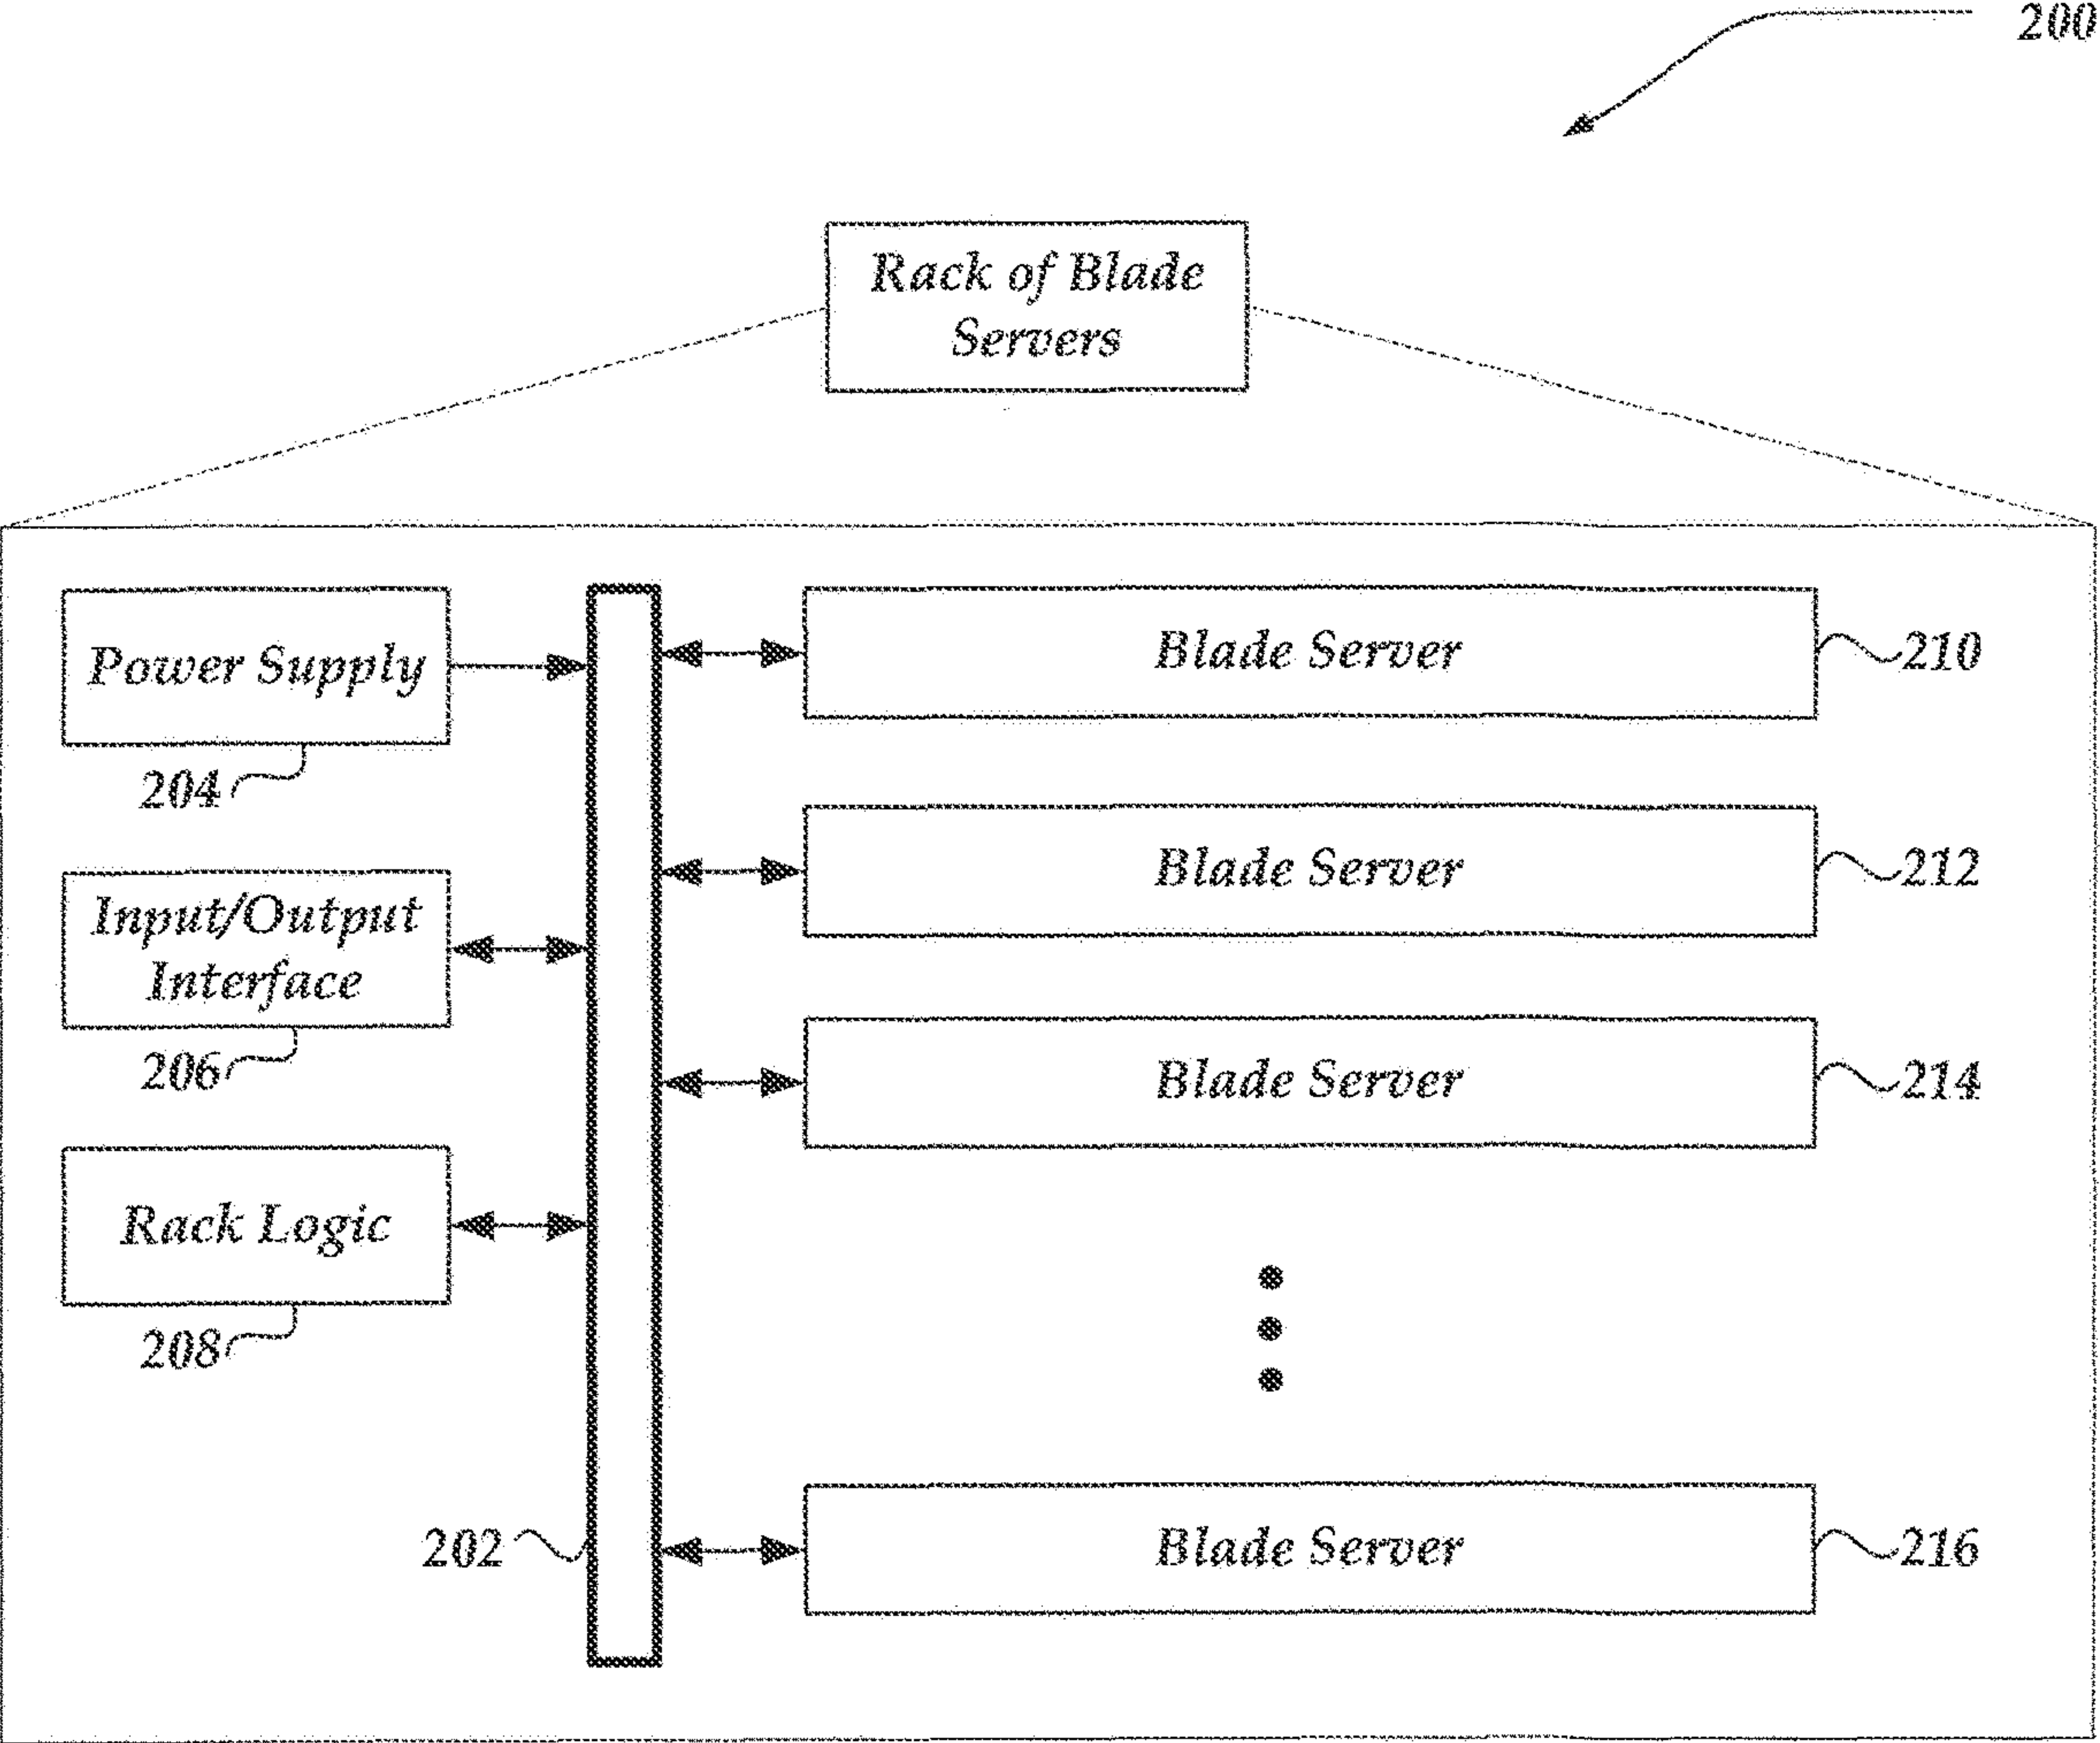 200
Rack of Blade
Servers
Power Supply
204
Input/Output
Interface
206
Rack Logic
208
202
Blade Server
210
Blade Server
212
Blade Server
214
Blade Server
216